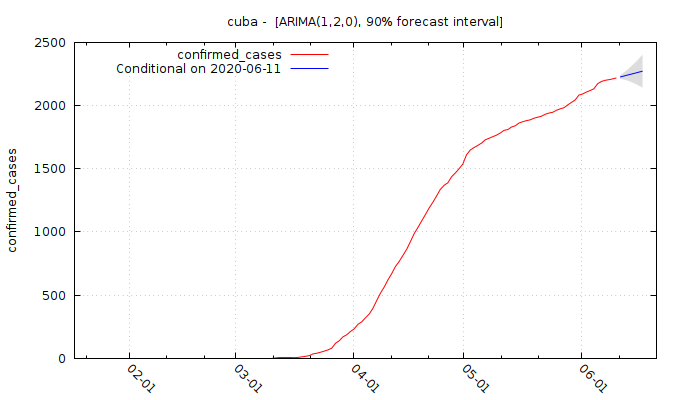 cuba -  [ARIMA(1,2,0), 90% forecast interval]
confirmed_cases
Conditional on 2020-06-11
confirmed_cases
2500
2000
1500
1000
500
0
02-01
03-01
04-01
05-01
06-01